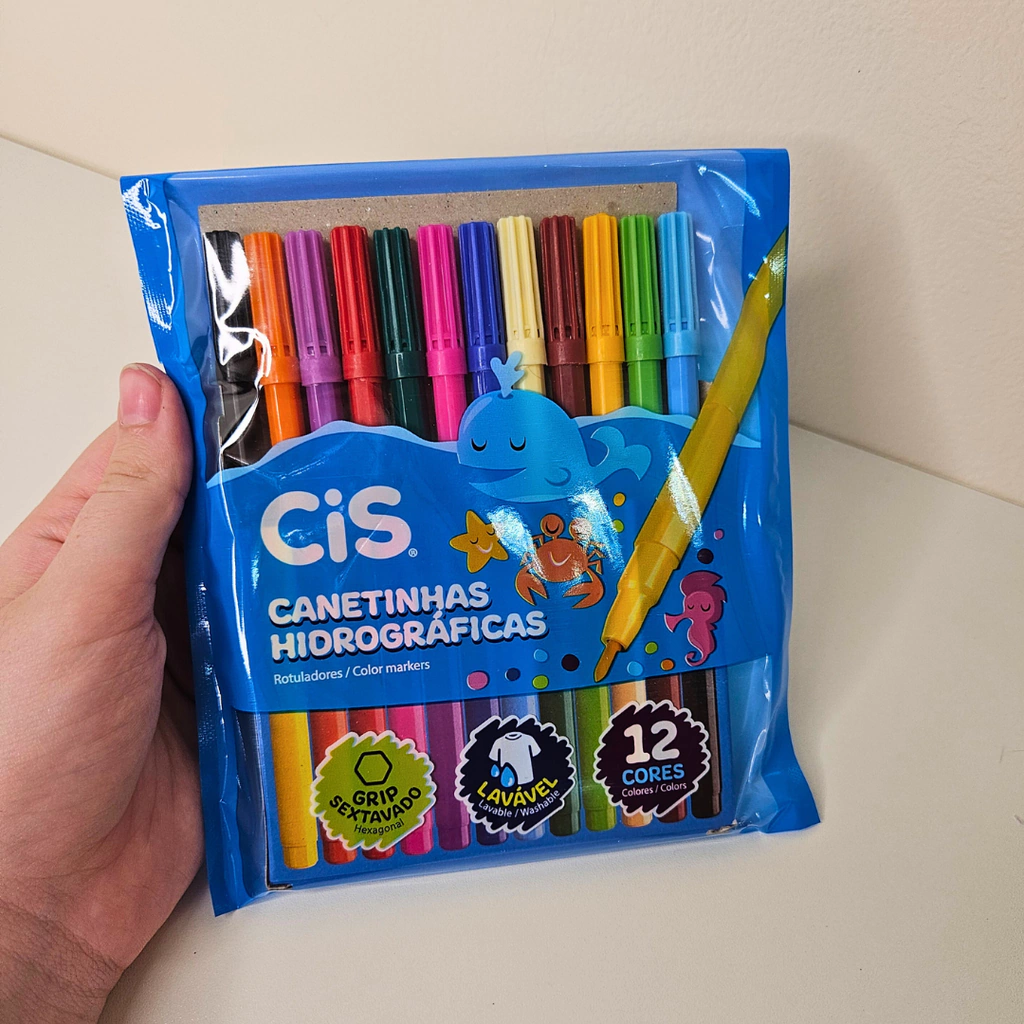 CiS®
CANETINHAS
HIDROGRÁFICAS
Rotuladores / Color markers
GRIP
SEXTAVADO
Hexagonal
LAVÁVEL
Lavable / Washable
12
CORES
Colores / Colors